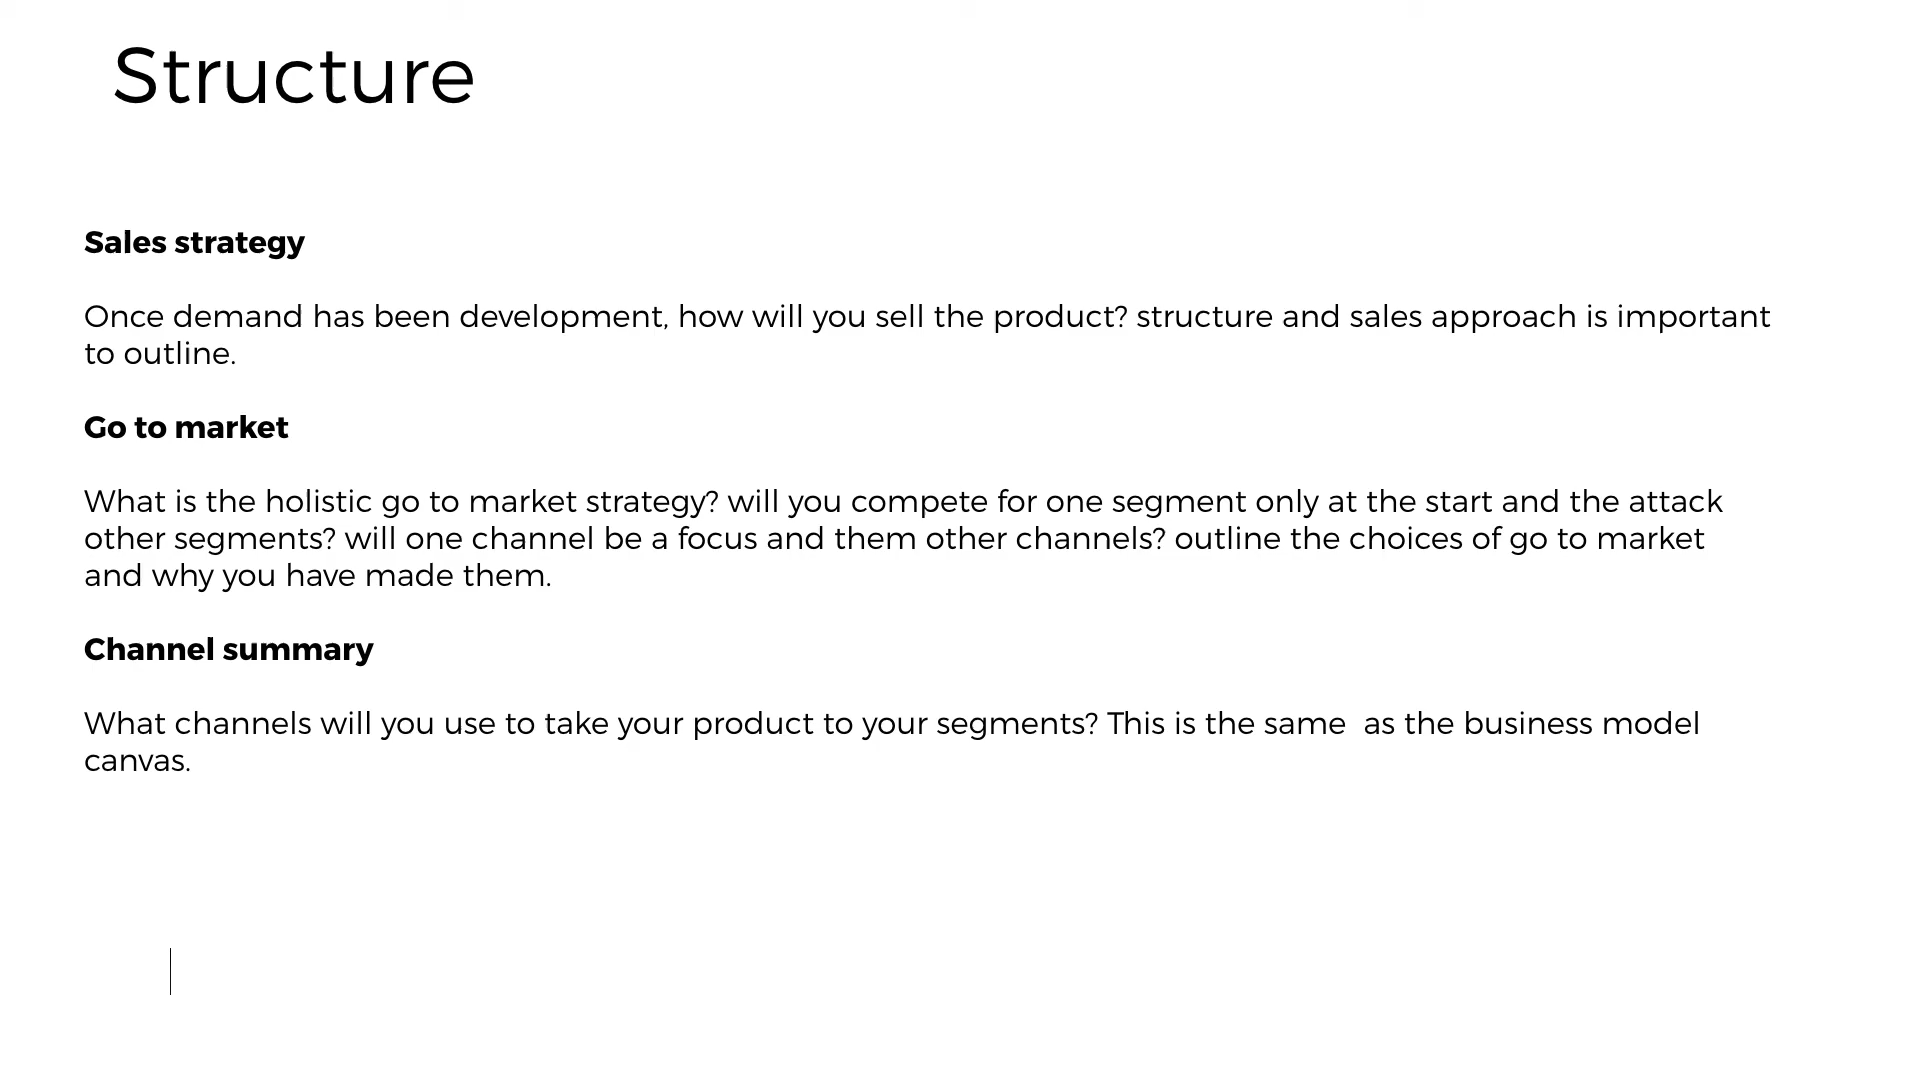 Structure
Sales strategy
Once demand has been development, how will you sell the product? structure and sales approach is important
to outline.
Go to market
What is the holistic go to market strategy? will you compete for one segment only at the start and the attack
other segments? will one channel be a focus and them other channels? outline the choices of go to market
and why you have made them.
Channel summary
What channels will you use to take your product to your segments? This is the same  as the business model
canvas.